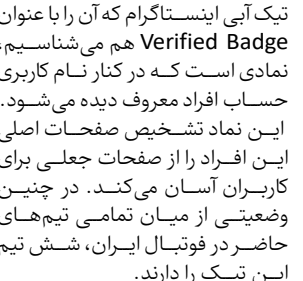 تیک آبی اینستاگرام که آن را با عنوان
Verified Badge هم می‌شناسیم،
نمادی است که در کنار نام کاربری
حساب افراد معروف دیده می‌شود.
این نماد تشخیص صفحات اصلی
این افراد را از صفحات جعلی برای
کاربران آسان می‌کند. در چنین
وضعیتی از میان تمامی تیم‌های
حاضر در فوتبال ایران، شش تیم
این تیک را دارند.